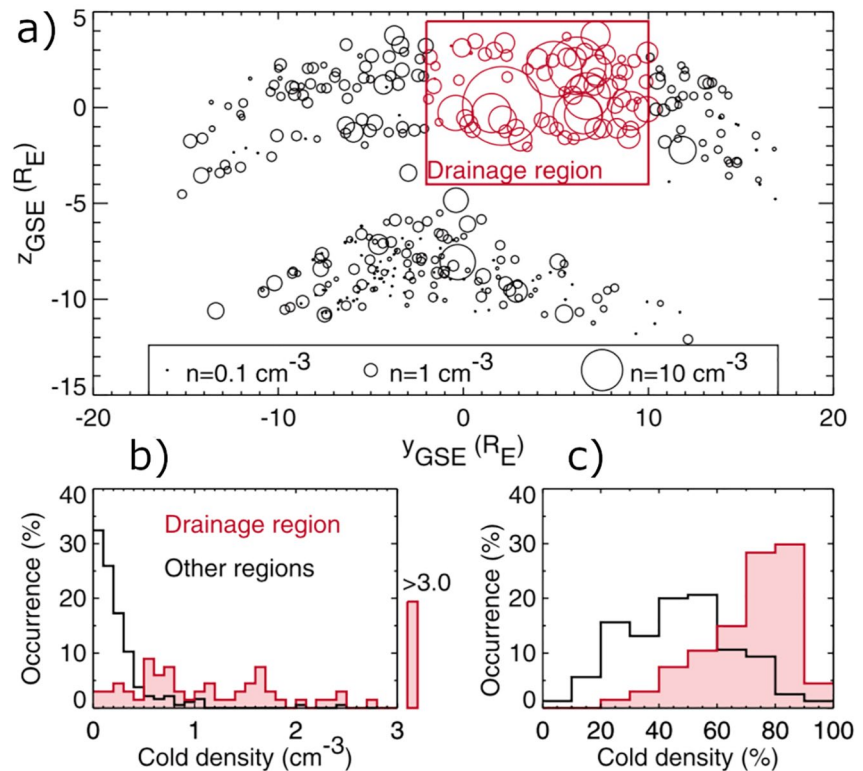 a)
5
0
-5
-10
-15
z_GSE (R_E)
Drainage region
n=0.1 cm⁻³ n=1 cm⁻³ n=10 cm⁻³
-20 -10 0 10 20
y_GSE (R_E)
b)
40
30
20
10
0
Occurrence (%)
Drainage region
Other regions
>3.0
0 1 2 3
Cold density (cm⁻³)
c)
40
30
20
10
0
Occurrence (%)
0 20 40 60 80 100
Cold density (%)